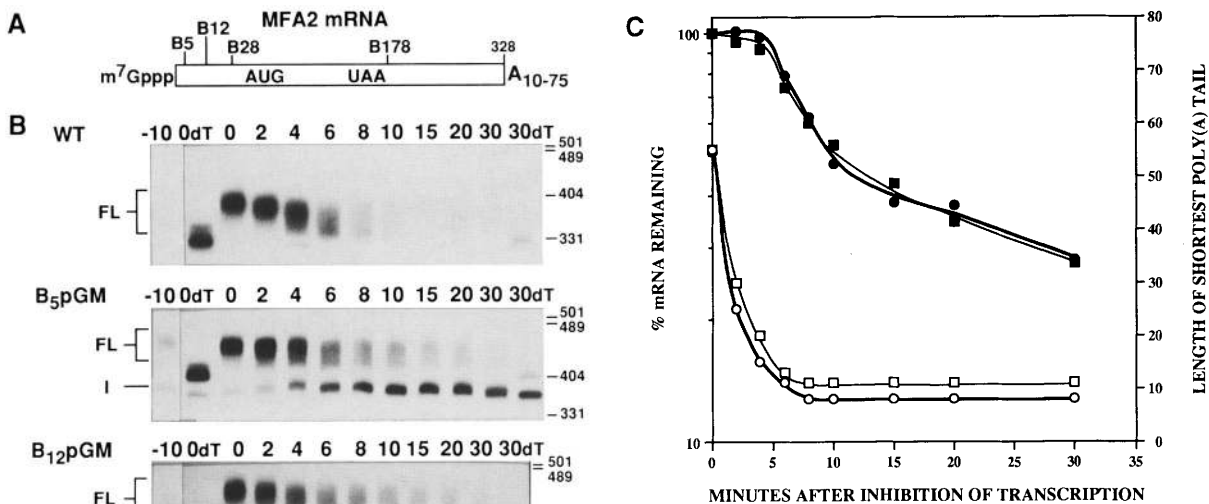 A
MFA2 mRNA
B5 B12 B28 B178 328
m⁷Gppp AUG UAA A₁₀₋₇₅
B
WT -10 0dT 0 2 4 6 8 10 15 20 30 30dT
501
489
404
FL
331
B₅pGM -10 0dT 0 2 4 6 8 10 15 20 30 30dT
501
489
FL
404
I
331
B₁₂pGM -10 0dT 0 2 4 6 8 10 15 20 30 30dT
501
489
FL
C
% mRNA REMAINING
100
10
LENGTH OF SHORTEST POLY(A) TAIL
80
70
60
50
40
30
20
10
0
0 5 10 15 20 25 30 35
MINUTES AFTER INHIBITION OF TRANSCRIPTION